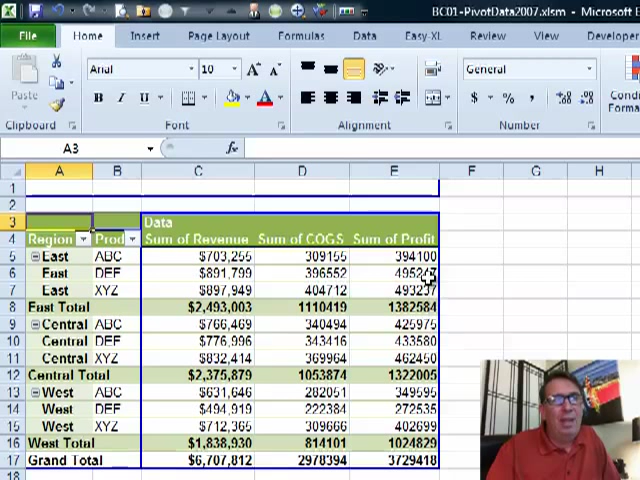 BC01-PivotData2007.xlsm - Microsoft E
File Home Insert Page Layout Formulas Data Easy-XL Review View Developer
Paste Arial 10 A A General
B I U A $ % , Condi
Form
Clipboard Font Alignment Number
A3 fx
A B C D E F G H
1
2
3 Data
4 Region Prod Sum of Revenue Sum of COGS Sum of Profit
5 East ABC $703,255 309155 394100
6 East DEF $891,799 396552
7 East XYZ $897,949 404712 493237
8 East Total $2,493,003 1110419 1382584
9 Central ABC $766,469 340494 425975
10 Central DEF $776,996 343416 433580
11 Central XYZ $832,414 369964 462450
12 Central Total $2,375,879 1053874 1322005
13 West ABC $631,646 282051 349595
14 West DEF $494,919 222384 272535
15 West XYZ $712,365 309666 402699
16 West Total $1,838,930 814101 1024829
17 Grand Total $6,707,812 2978394 3729418
18